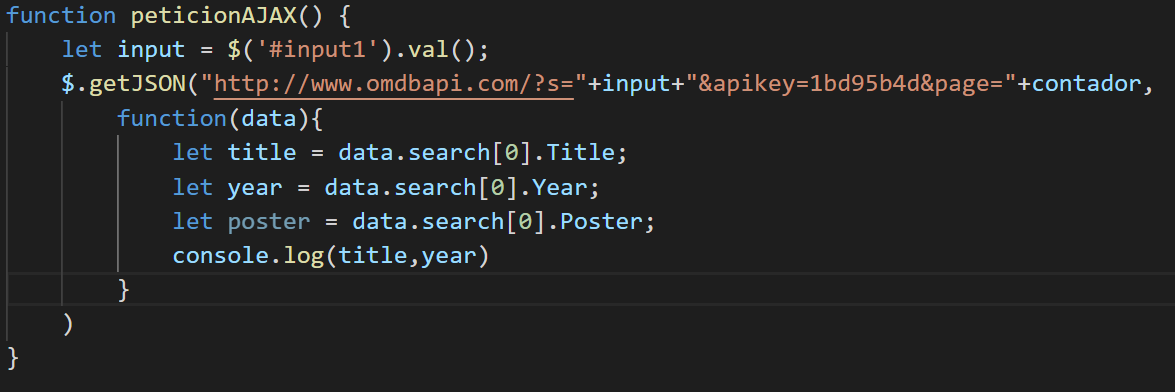 function peticionAJAX() {
let input = $('#input1').val();
$.getJSON("http://www.omdbapi.com/?s="+input+"&apikey=1bd95b4d&page="+contador,
function(data){
let title = data.search[0].Title;
let year = data.search[0].Year;
let poster = data.search[0].Poster;
console.log(title,year)
}
)
}